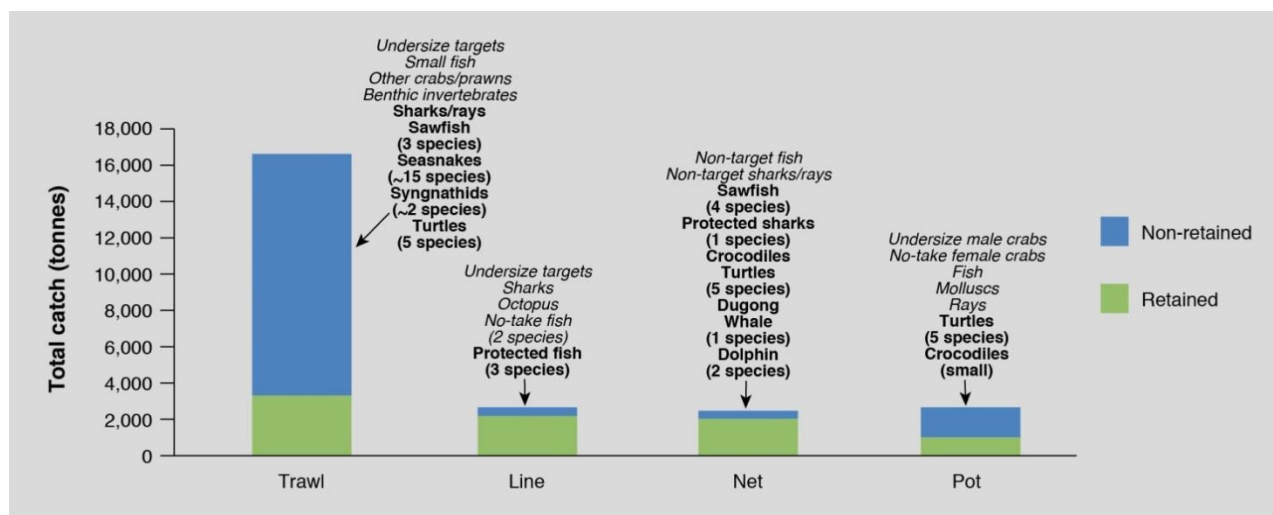 Undersize targets
Small fish
Other crabs/prawns
Benthic invertebrates
Sharks/rays
Sawfish
(3 species)
Seasnakes
(~15 species)
Syngnathids
(~2 species)
Turtles
(5 species)
Undersize targets
Sharks
Octopus
No-take fish
(2 species)
Protected fish
(3 species)
Non-target fish
Non-target sharks/rays
Sawfish
(4 species)
Protected sharks
(1 species)
Crocodiles
Turtles
(5 species)
Dugong
Whale
(1 species)
Dolphin
(2 species)
Undersize male crabs
No-take female crabs
Fish
Molluscs
Rays
Turtles
(5 species)
Crocodiles
(small)
Total catch (tonnes)
18,000
16,000
14,000
12,000
10,000
8,000
6,000
4,000
2,000
0
Trawl
Line
Net
Pot
Non-retained
Retained